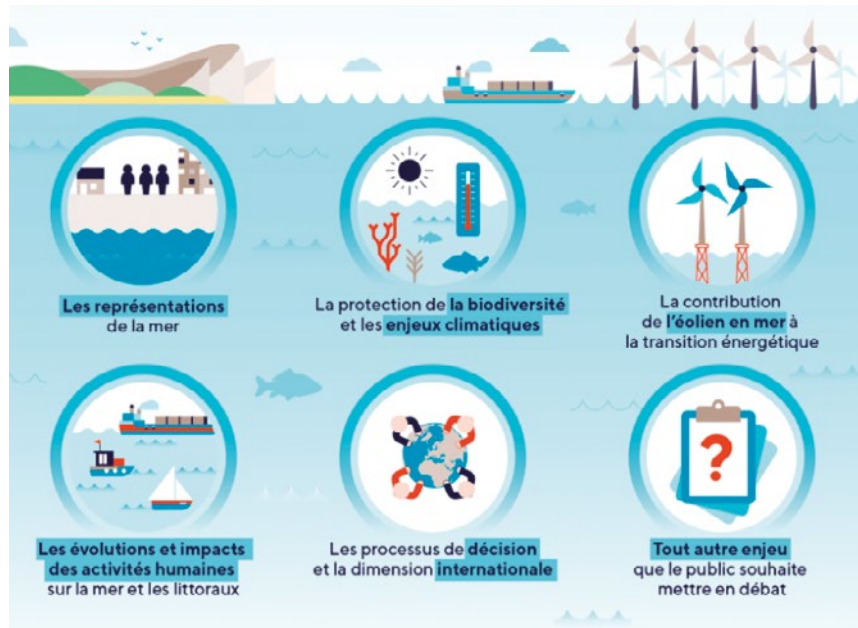 Les représentations
de la mer
La protection de la biodiversité
et les enjeux climatiques
La contribution
de l'éolien en mer à
la transition énergétique
Les évolutions et impacts
des activités humaines
sur la mer et les littoraux
Les processus de décision
et la dimension internationale
?
Tout autre enjeu
que le public souhaite
mettre en débat